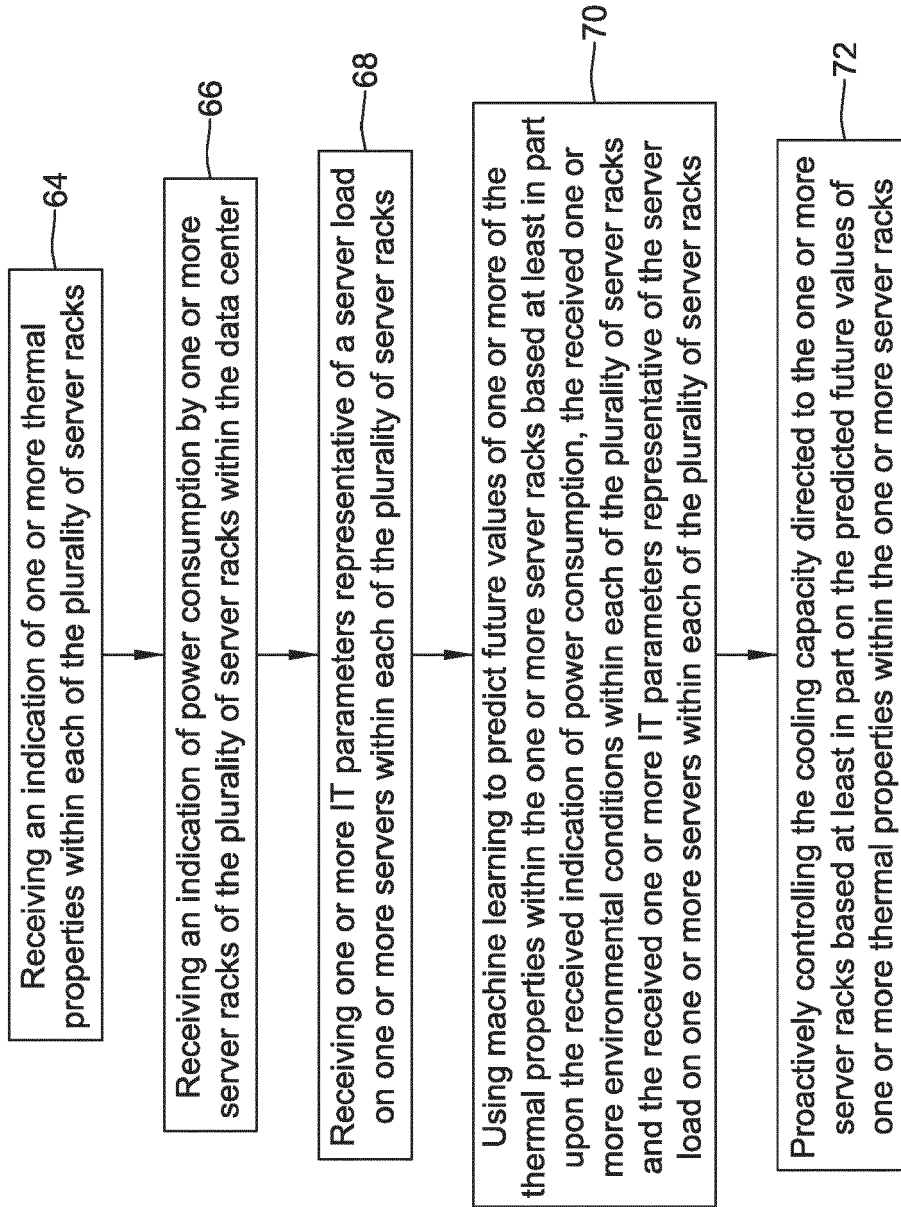 Receiving an indication of one or more thermal
properties within each of the plurality of server racks
64
Receiving an indication of power consumption by one or more
server racks of the plurality of server racks within the data center
66
Receiving one or more IT parameters representative of a server load
on one or more servers within each of the plurality of server racks
68
Using machine learning to predict future values of one or more of the
thermal properties within the one or more server racks based at least in part
upon the received indication of power consumption, the received one or
more environmental conditions within each of the plurality of server racks
and the received one or more IT parameters representative of the server
load on one or more servers within each of the plurality of server racks
70
Proactively controlling the cooling capacity directed to the one or more
server racks based at least in part on the predicted future values of
one or more thermal properties within the one or more server racks
72